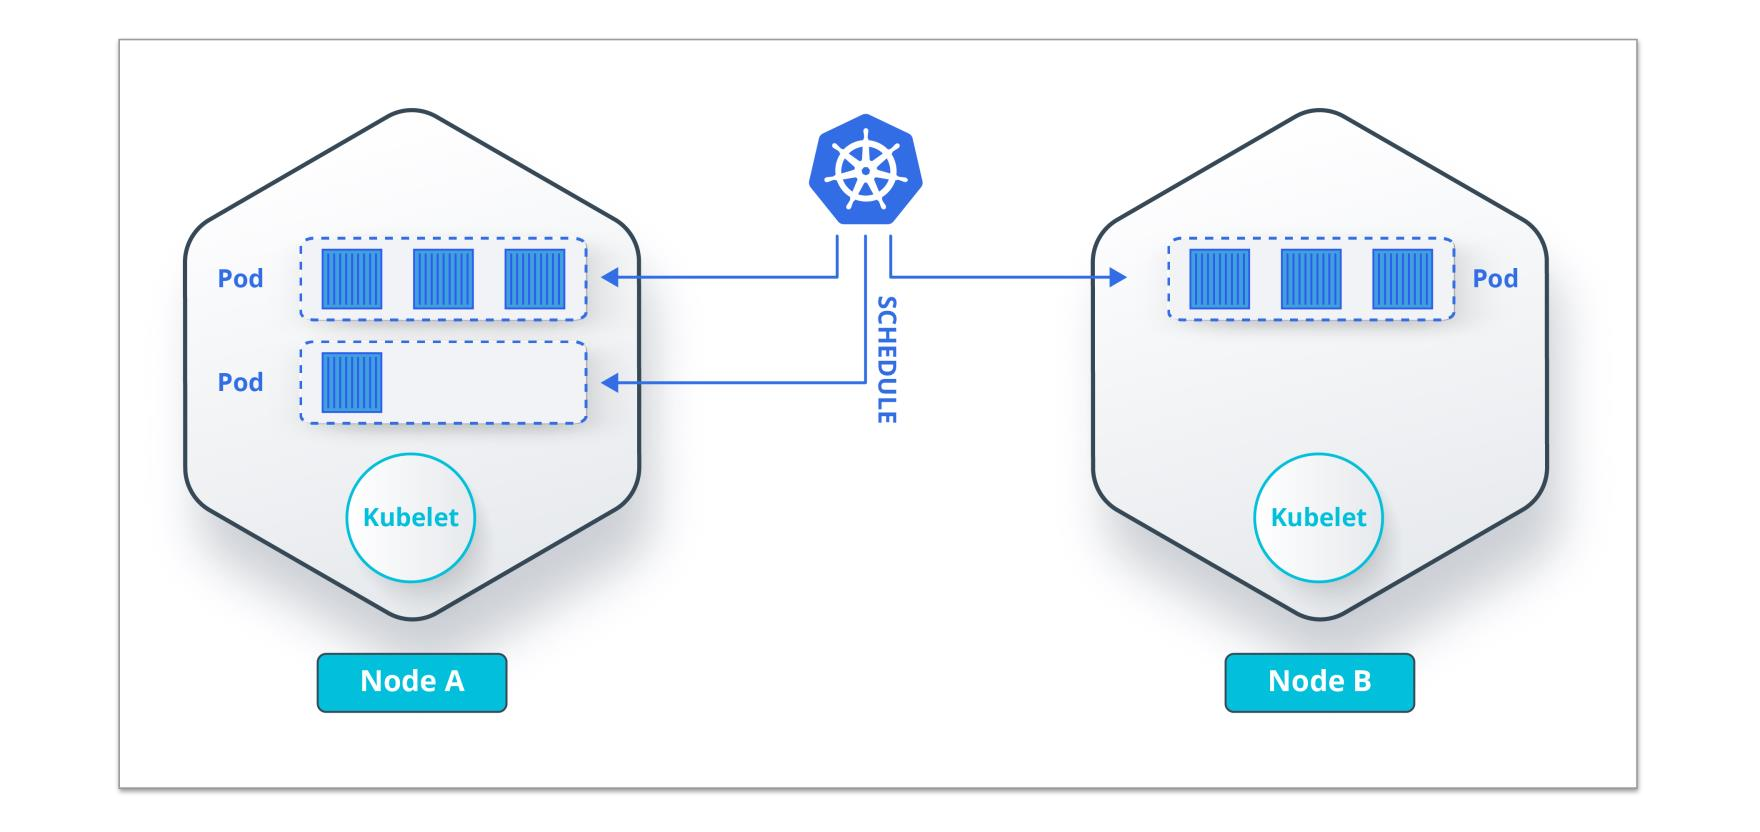 Pod
Pod
Kubelet
Node A
SCHEDULE
Pod
Kubelet
Node B